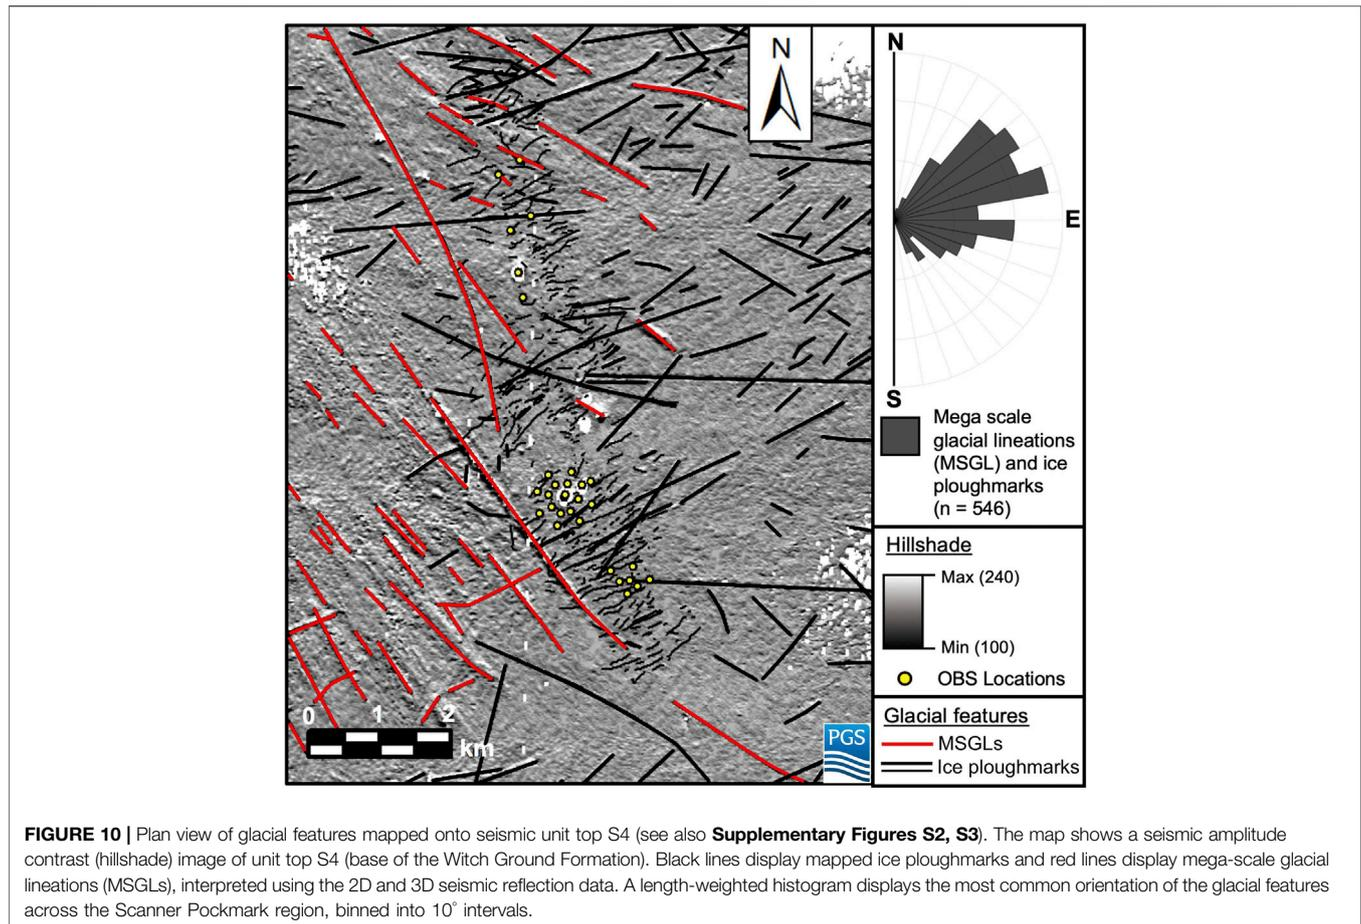 N
N
E
S
Mega scale
glacial lineations
(MSGL) and ice
ploughmarks
(n = 546)
Hillshade
Max (240)
Min (100)
OBS Locations
Glacial features
MSGLs
Ice ploughmarks
0 1 2
km
PGS
FIGURE 10 | Plan view of glacial features mapped onto seismic unit top S4 (see also Supplementary Figures S2, S3). The map shows a seismic amplitude
contrast (hillshade) image of unit top S4 (base of the Witch Ground Formation). Black lines display mapped ice ploughmarks and red lines display mega-scale glacial
lineations (MSGLs), interpreted using the 2D and 3D seismic reflection data. A length-weighted histogram displays the most common orientation of the glacial features
across the Scanner Pockmark region, binned into 10° intervals.